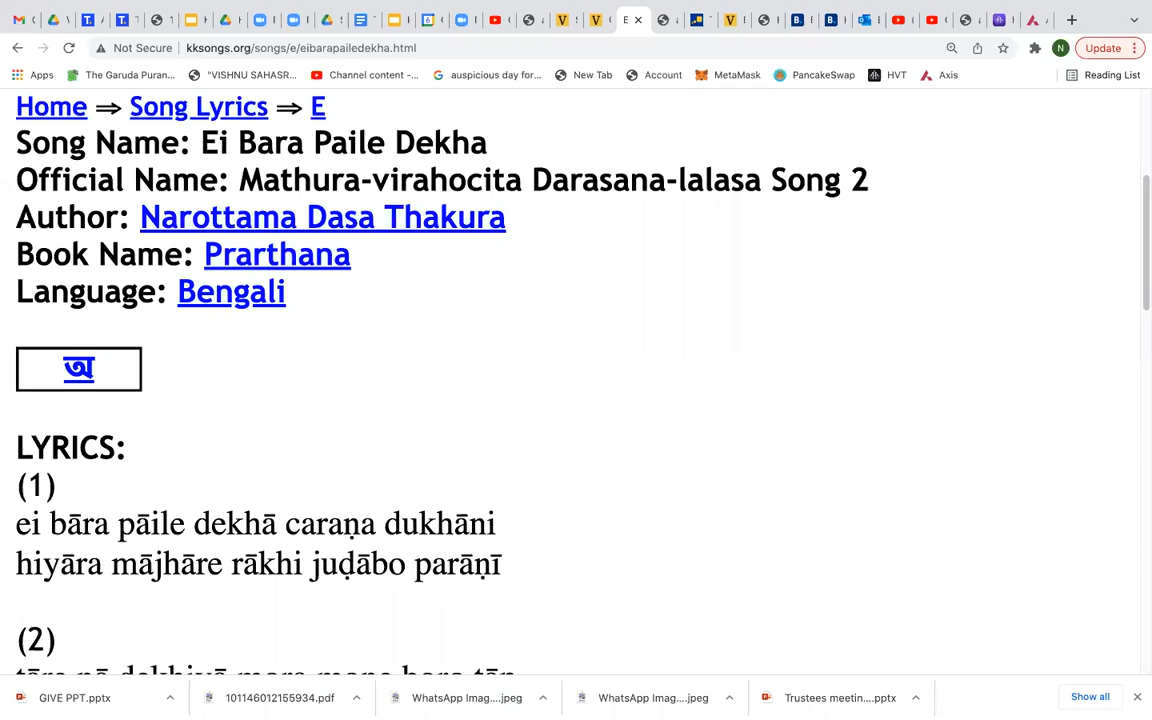 Not Secure | kksongs.org/songs/e/eibarapailedekha.html
Update
Apps The Garuda Puran... "VISHNU SAHASR... Channel content -... auspicious day for... New Tab Account MetaMask PancakeSwap HVT Axis Reading List
Home ⇒ Song Lyrics ⇒ E
Song Name: Ei Bara Paile Dekha
Official Name: Mathura-virahocita Darasana-lalasa Song 2
Author: Narottama Dasa Thakura
Book Name: Prarthana
Language: Bengali
অ
LYRICS:
(1)
ei bāra pāile dekhā caraṇa dukhāni
hiyāra mājhāre rākhi juḍābo parāṇī
(2)
GIVE PPT.pptx 101146012155934.pdf WhatsApp Imag....jpeg WhatsApp Imag....jpeg Trustees meetin....pptx Show all